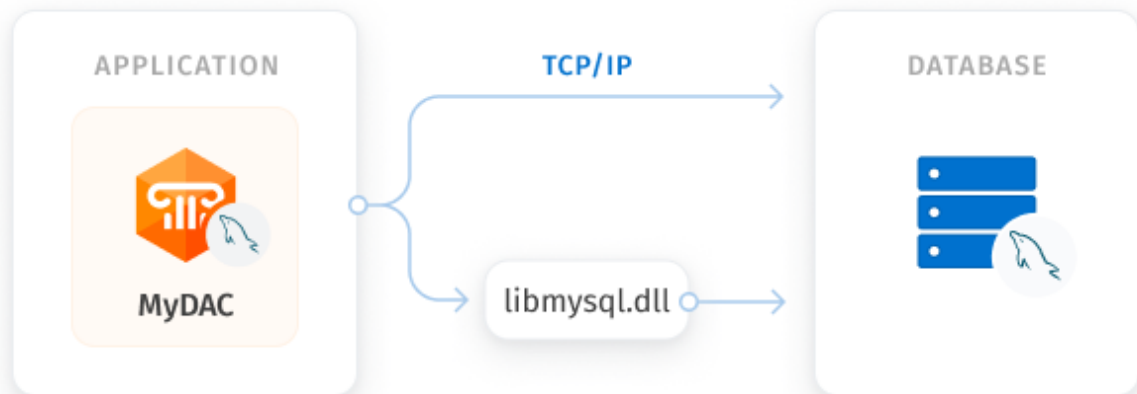 APPLICATION
TCP/IP
DATABASE
MyDAC
libmysql.dll